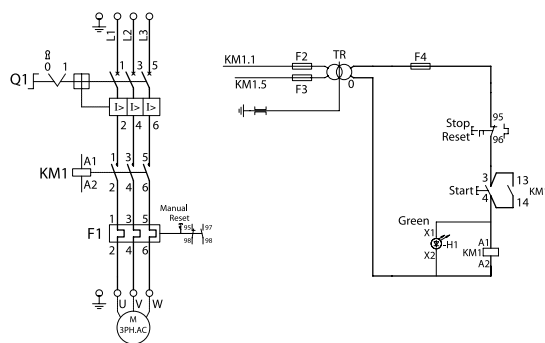 L1 L2 L3
0 1
1 3 5
Q1
I> I> I>
2 4 6
1 3 5
A1
KM1
A2
2 4 6
Manual
Reset
1 3 5
95 97
F1
98 98
2 4 6
U V W
M
3PH.AC
TR
KM1.1 F2 F4
KM1.5 F3 0
95
Stop
Reset
96
3 13
Start KM
4 14
Green
X1
-H1
X2
A1
KM1
A2